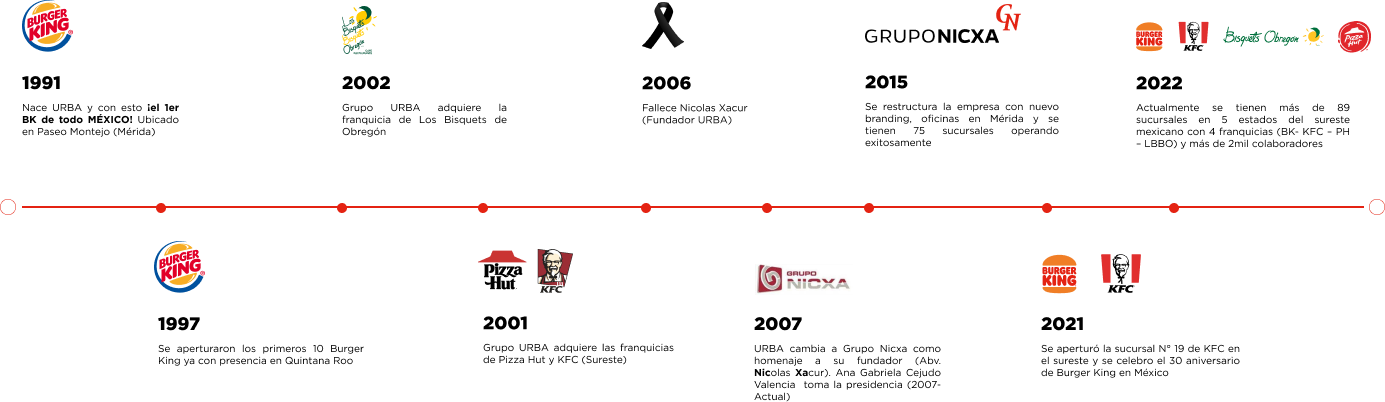 BURGER
KING
1991
Nace URBA y con esto ¡el 1er
BK de todo MÉXICO! Ubicado
en Paseo Montejo (Mérida)
Los
Bisquets
Bisquets
Obregón
2002
Grupo URBA adquiere la
franquicia de Los Bisquets de
Obregón
2006
Fallece Nicolas Xacur
(Fundador URBA)
GN
GRUPONICXA
2015
Se restructura la empresa con nuevo
branding, oficinas en Mérida y se
tienen 75 sucursales operando
exitosamente
BURGER
KING
KFC
Bisquets Obregon
Pizza
Hut
2022
Actualmente se tienen más de 89
sucursales en 5 estados del sureste
mexicano con 4 franquicias (BK- KFC – PH
– LBBO) y más de 2mil colaboradores
BURGER
KING
1997
Se aperturaron los primeros 10 Burger
King ya con presencia en Quintana Roo
Pizza
Hut
KFC
2001
Grupo URBA adquiere las franquicias
de Pizza Hut y KFC (Sureste)
GRUPO
NICXA
2007
URBA cambia a Grupo Nicxa como
homenaje a su fundador (Abv.
Nicolas Xacur). Ana Gabriela Cejudo
Valencia toma la presidencia (2007-
Actual)
BURGER
KING
KFC
2021
Se aperturó la sucursal N° 19 de KFC en
el sureste y se celebro el 30 aniversario
de Burger King en México